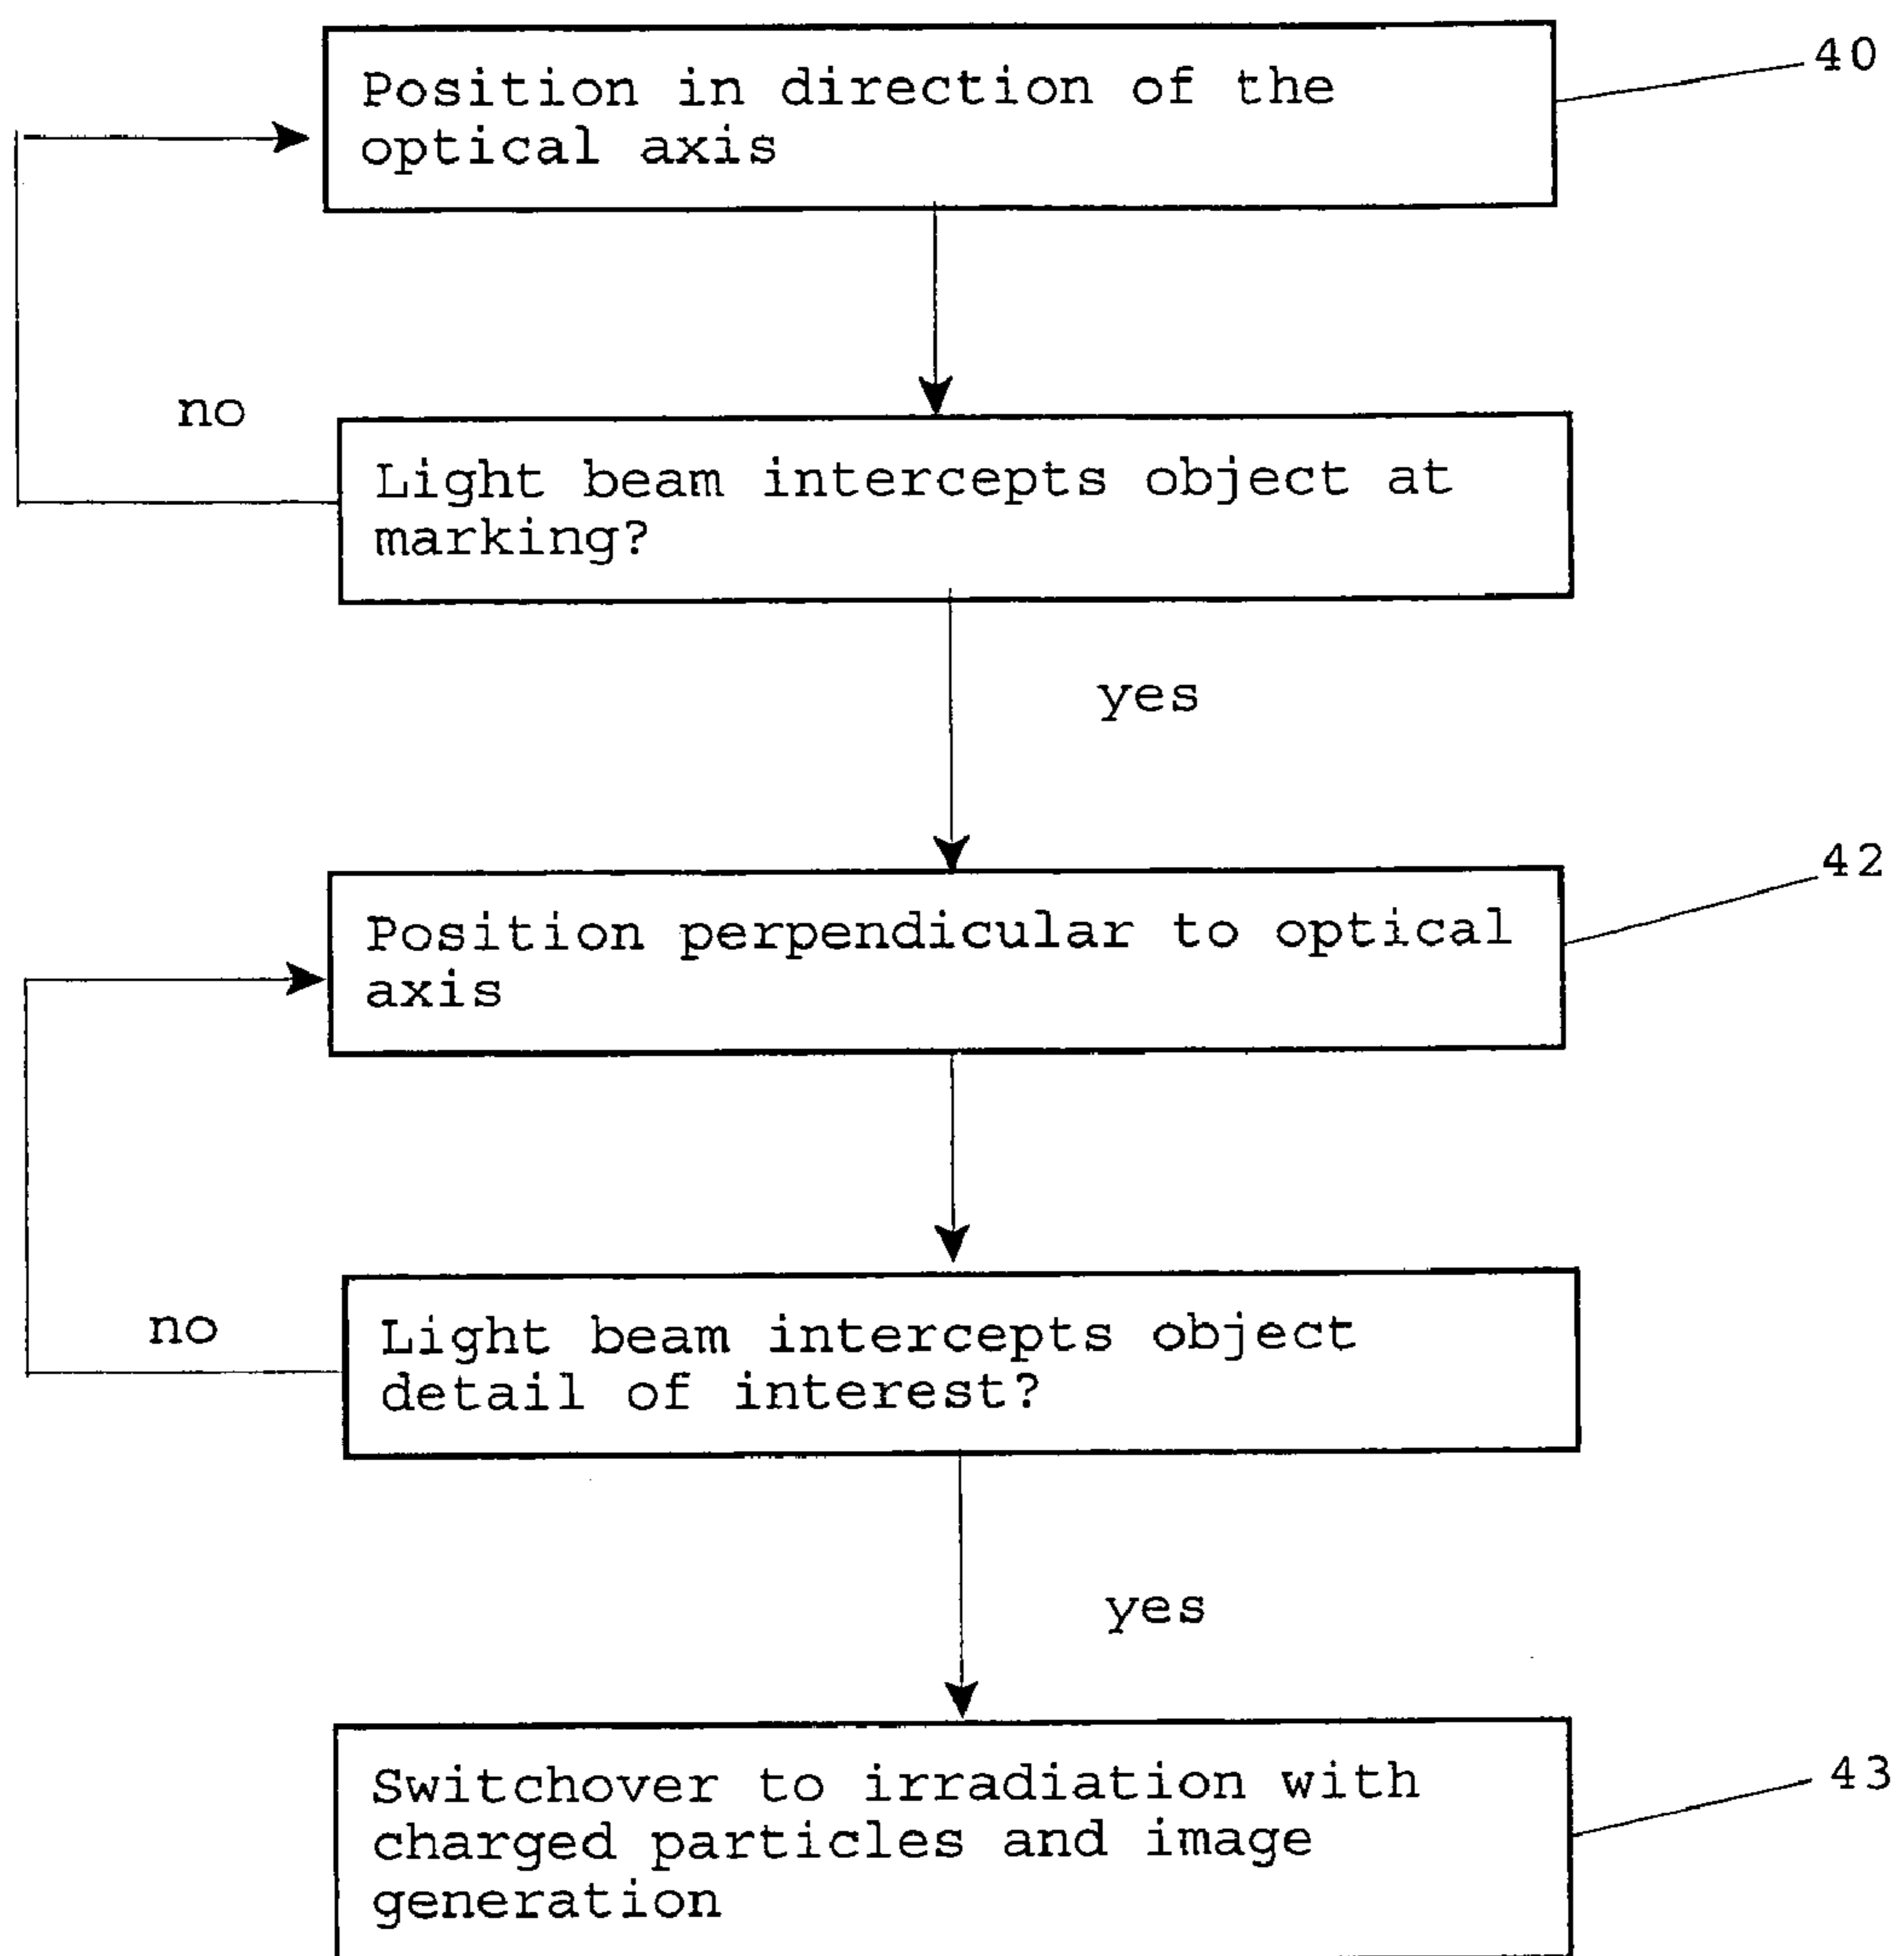 Position in direction of the
optical axis
40
no
Light beam intercepts object at
marking?
yes
42
Position perpendicular to optical
axis
no
Light beam intercepts object
detail of interest?
yes
Switchover to irradiation with
charged particles and image
generation
43